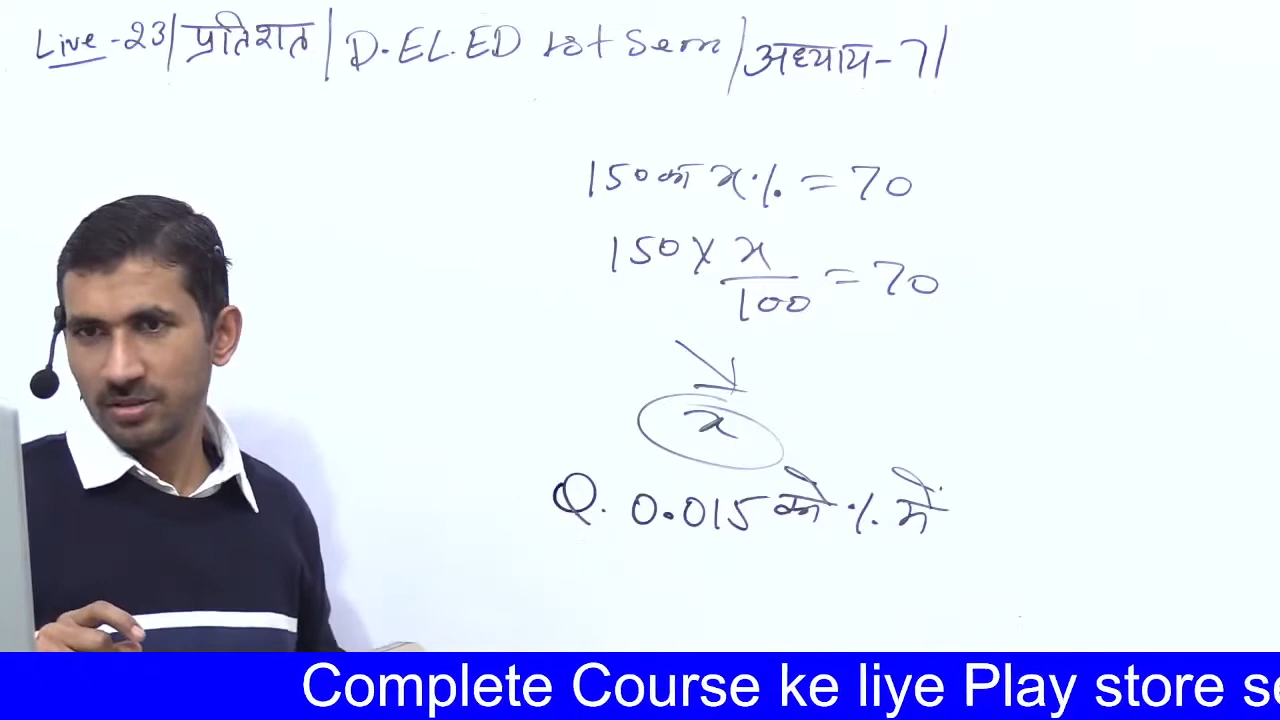 Live-23|प्रतिशत|D.EL.ED 1st Sem|अध्याय-7|
150 का x% = 70
150 × x/100 = 70
x
Q. 0.015 को % में
Complete Course ke liye Play store se